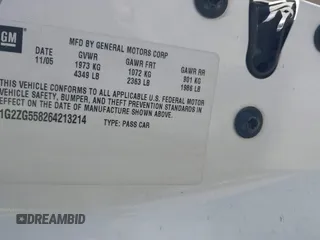 GM
MFD BY GENERAL MOTORS CORP
DATE GVWR GAWR FRT GAWR RR
11/05 1973 KG 1072 KG 901 KG
4349 LB 2363 LB 1986 LB
THIS VEHICLE CONFORMS TO ALL APPLICABLE U.S. FEDERAL MOTOR
VEHICLE SAFETY, BUMPER, AND THEFT PREVENTION STANDARDS IN
EFFECT ON THE DATE OF MANUFACTURE SHOWN ABOVE.
1G2ZG558264213214 TYPE: PASS CAR
DREAMBID